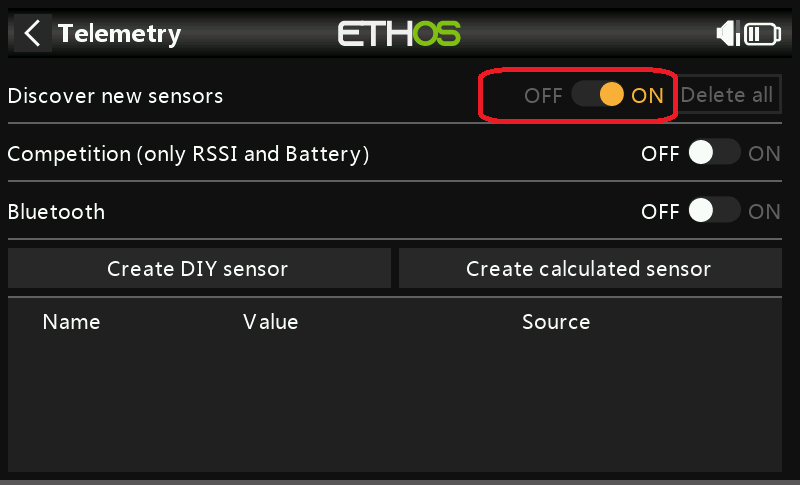 Telemetry ETHOS
Discover new sensors OFF ON Delete all
Competition (only RSSI and Battery) OFF ON
Bluetooth OFF ON
Create DIY sensor Create calculated sensor
Name Value Source